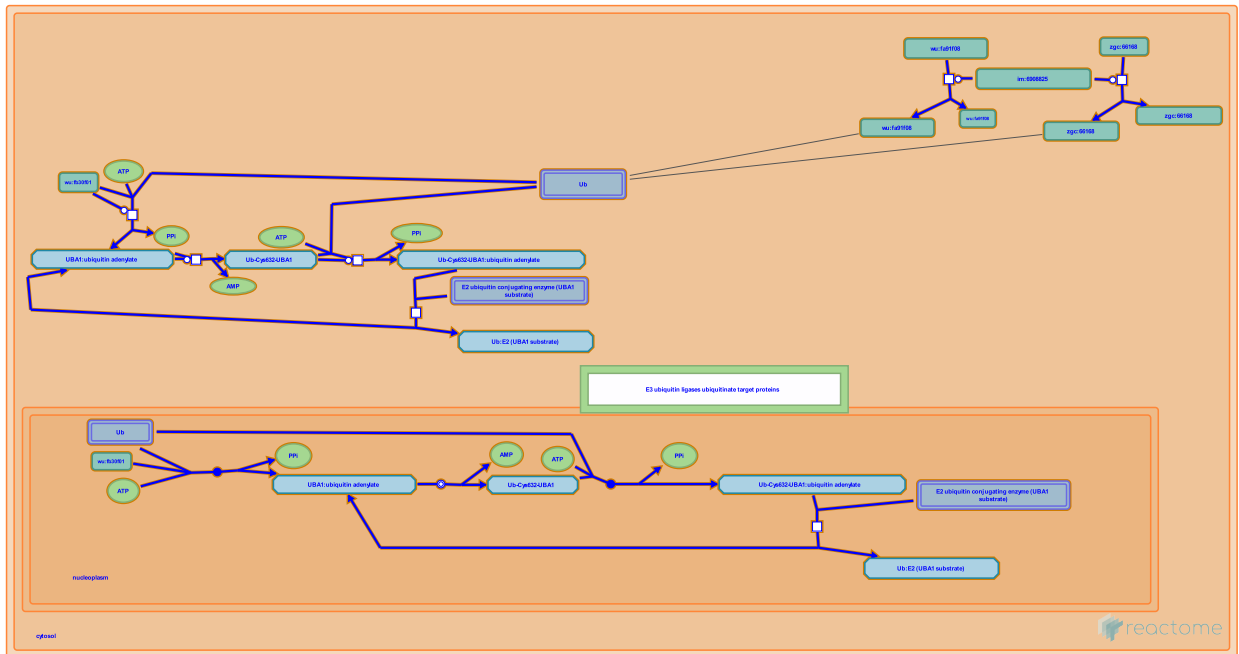 wu:fa91f08
zgc:66168
im:6908825
wu:fa91f08
wu:fa91f08
zgc:66168
zgc:66168
ATP
wu:fb30f01
Ub
PPi
ATP
PPi
UBA1:ubiquitin adenylate
Ub-Cys632-UBA1
Ub-Cys632-UBA1:ubiquitin adenylate
AMP
E2 ubiquitin conjugating enzyme (UBA1
substrate)
Ub:E2 (UBA1 substrate)
E3 ubiquitin ligases ubiquitinate target proteins
Ub
wu:fb30f01
ATP
PPi
AMP
ATP
PPi
UBA1:ubiquitin adenylate
Ub-Cys632-UBA1
Ub-Cys632-UBA1:ubiquitin adenylate
E2 ubiquitin conjugating enzyme (UBA1
substrate)
Ub:E2 (UBA1 substrate)
nucleoplasm
cytosol
reactome